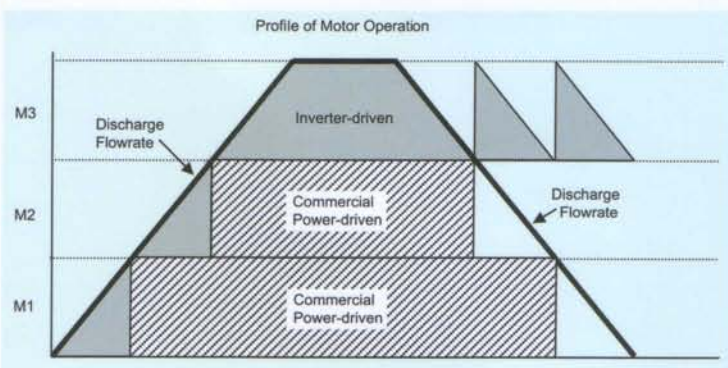 Profile of Motor Operation
M3
Inverter-driven
Discharge
Flowrate
M2
Commercial
Power-driven
Discharge
Flowrate
M1
Commercial
Power-driven